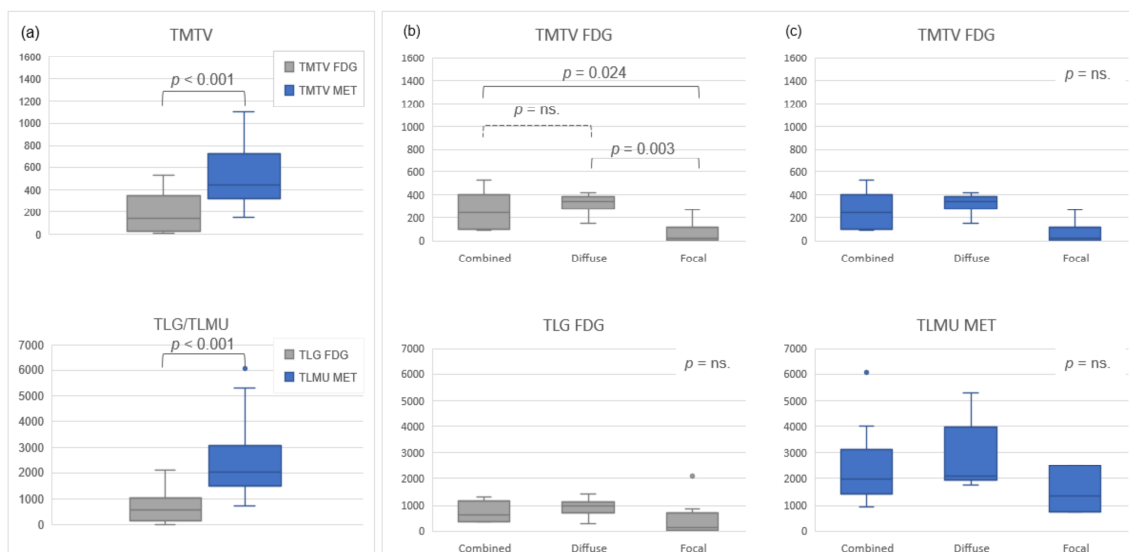 (a)
TMTV
1600
1400
1200
1000
800
600
400
200
0
p < 0.001
TMTV FDG
TMTV MET
TLG/TLMU
7000
6000
5000
4000
3000
2000
1000
0
p < 0.001
TLG FDG
TLMU MET
(b)
TMTV FDG
1600
1400
1200
1000
800
600
400
200
0
p = 0.024
p = ns.
p = 0.003
Combined Diffuse Focal
TLG FDG
7000
6000
5000
4000
3000
2000
1000
0
p = ns.
Combined Diffuse Focal
(c)
TMTV FDG
1600
1400
1200
1000
800
600
400
200
0
p = ns.
Combined Diffuse Focal
TLMU MET
7000
6000
5000
4000
3000
2000
1000
0
p = ns.
Combined Diffuse Focal